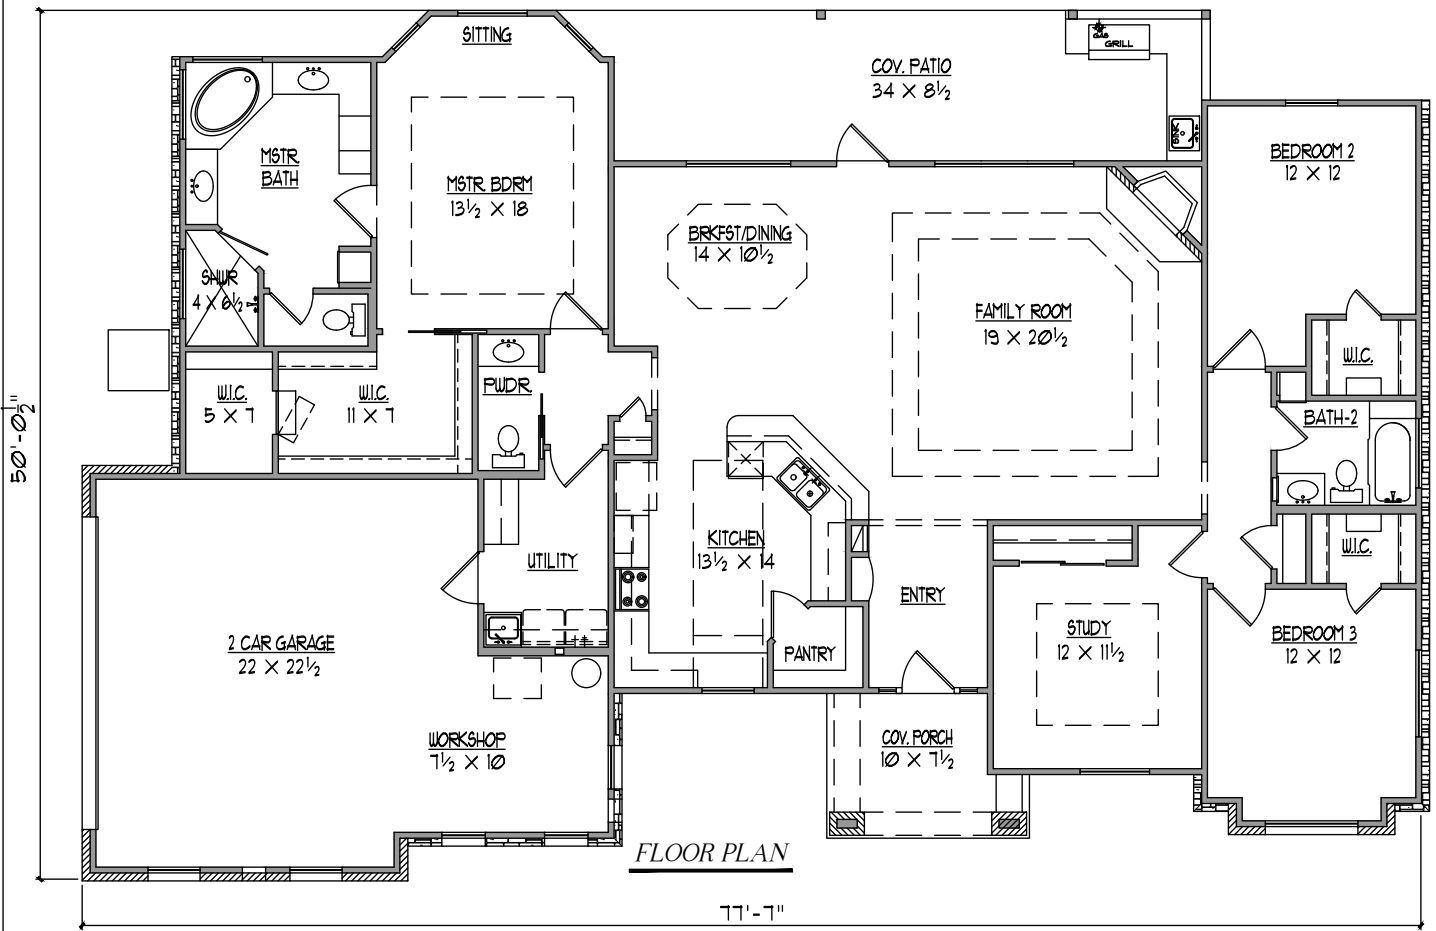 SITTING
GAS
GRILL
COV. PATIO
34 X 8½
SINK
MSTR
BATH
MSTR BDRM
13½ X 18
BEDROOM 2
12 X 12
BRKFST/DINING
14 X 10½
SHWR
4 X 6½
FAMILY ROOM
19 X 20½
W.I.C.
5 X 7
W.I.C.
11 X 7
PWDR.
W.I.C.
BATH-2
50'-0½"
KITCHEN
13½ X 14
UTILITY
W.I.C.
ENTRY
2 CAR GARAGE
22 X 22½
PANTRY
STUDY
12 X 11½
BEDROOM 3
12 X 12
WORKSHOP
7½ X 10
COV. PORCH
10 X 7½
FLOOR PLAN
77'-7"